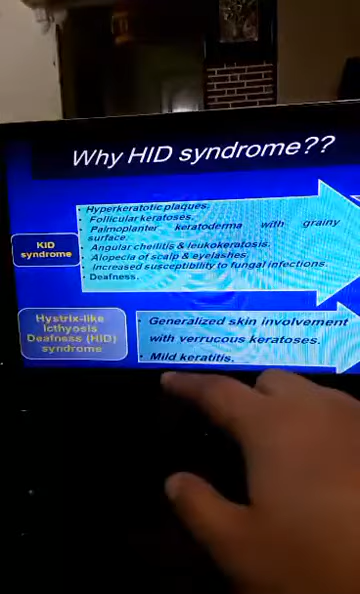 Why HID syndrome??
KID
syndrome
• Hyperkeratotic plaques.
• Follicular keratoses.
• Palmoplanter keratoderma with grainy
surface.
• Angular cheilitis & leukokeratosis.
• Alopecia of scalp & eyelashes.
• Increased susceptibility to fungal infections.
• Deafness.
Hystrix-like
Icthyosis
Deafness (HID)
syndrome
• Generalized skin involvement
with verrucous keratoses.
• Mild keratitis.